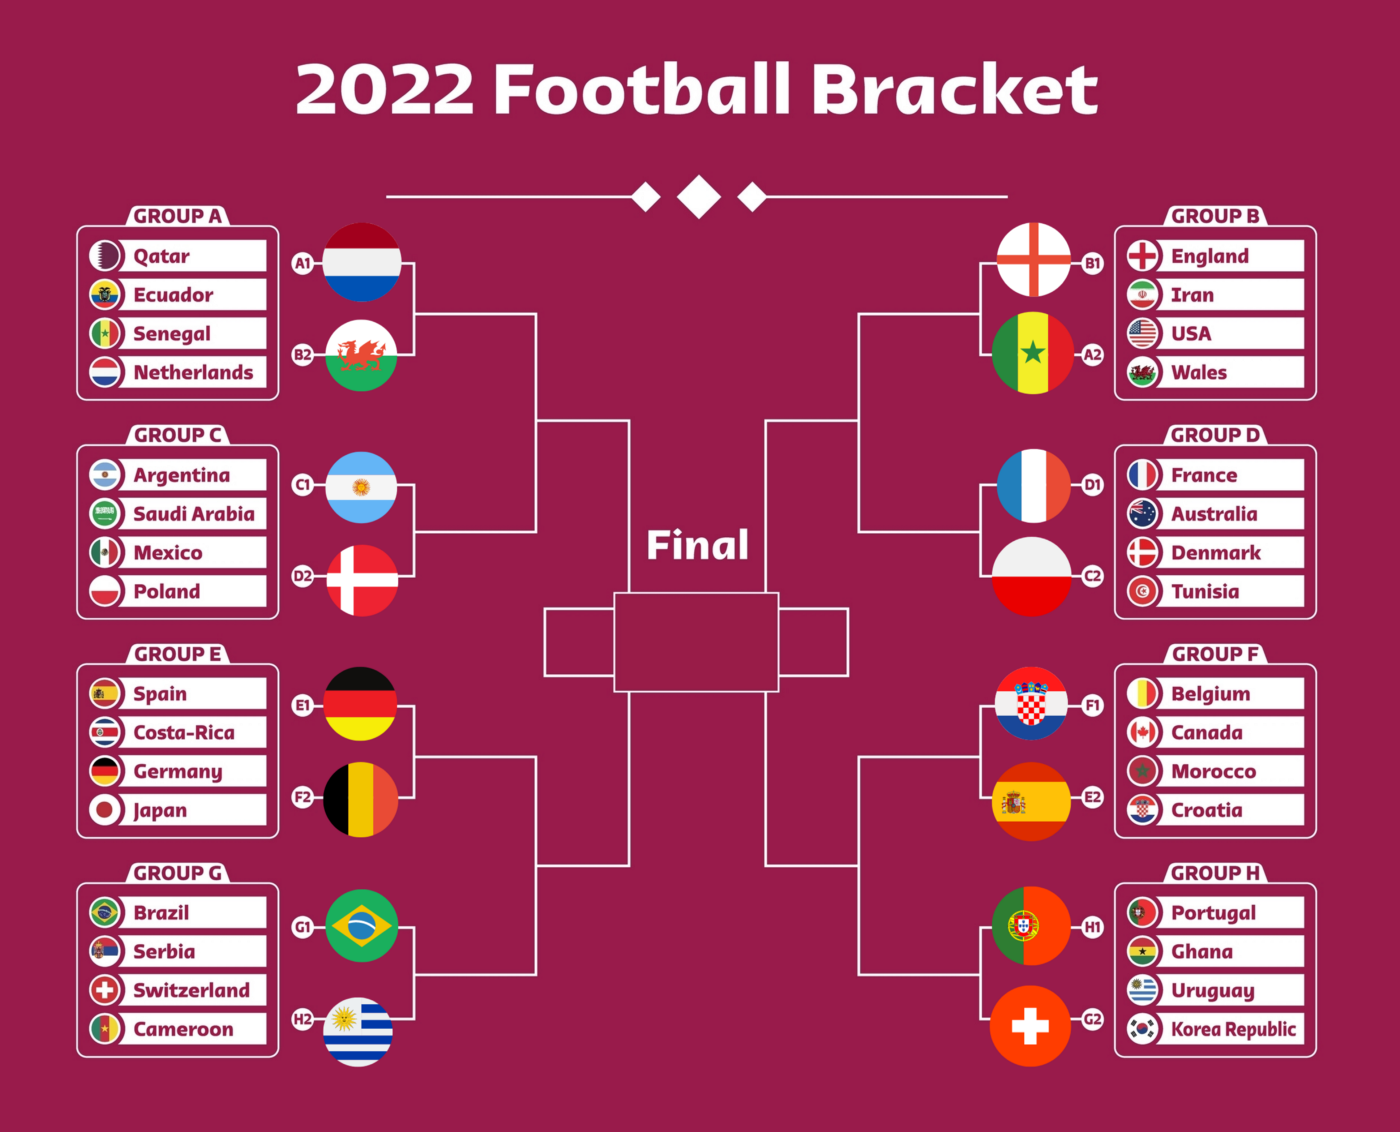 2022 Football Bracket
GROUP A
Qatar
Ecuador
Senegal
Netherlands
A1
B2
GROUP B
England
Iran
USA
Wales
B1
A2
GROUP C
Argentina
Saudi Arabia
Mexico
Poland
C1
D2
GROUP D
France
Australia
Denmark
Tunisia
D1
C2
Final
GROUP E
Spain
Costa-Rica
Germany
Japan
E1
F2
GROUP F
Belgium
Canada
Morocco
Croatia
F1
E2
GROUP G
Brazil
Serbia
Switzerland
Cameroon
G1
H2
GROUP H
Portugal
Ghana
Uruguay
Korea Republic
H1
G2